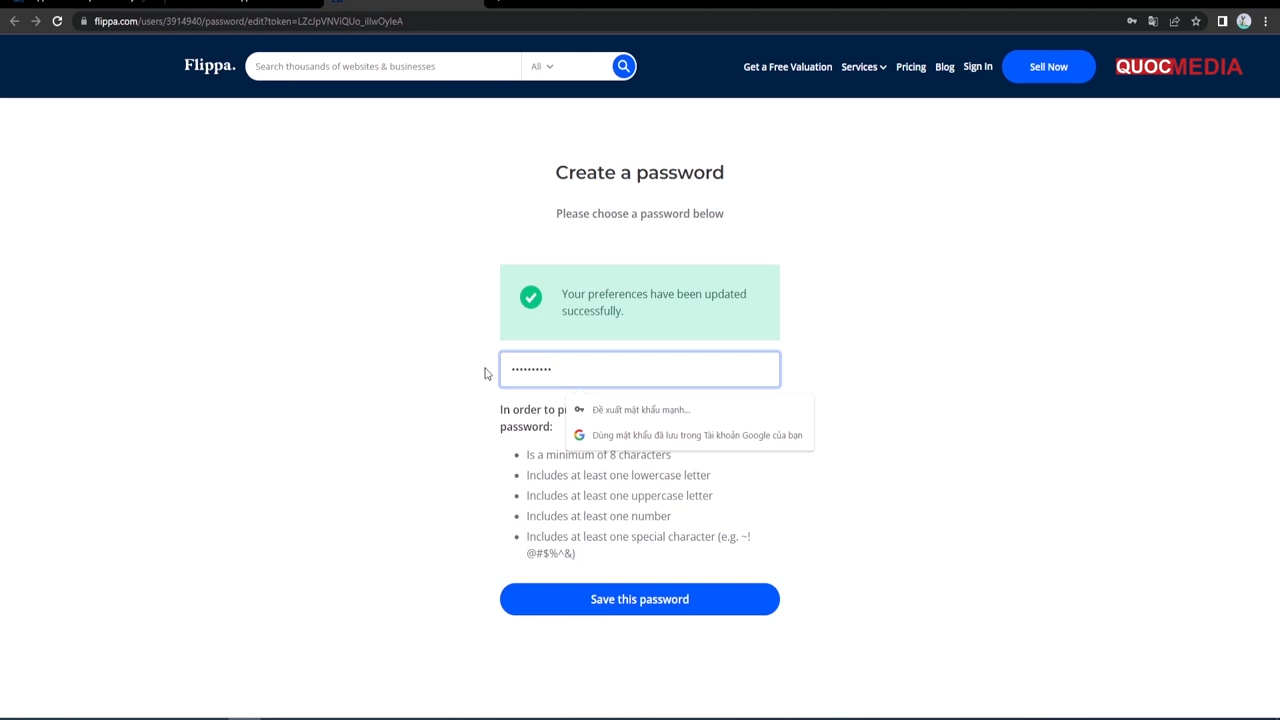 flippa.com/users/3914940/password/edit?token=LZcJpVNViQUo_illwOyleA
Flippa.
Search thousands of websites & businesses
All
Get a Free Valuation
Services
Pricing
Blog
Sign In
Sell Now
QUOCMEDIA
Create a password
Please choose a password below
Your preferences have been updated
successfully.
••••••••••
In order to
password:
Đề xuất mật khẩu mạnh...
Dùng mật khẩu đã lưu trong Tài khoản Google của bạn
Is a minimum of 8 characters
Includes at least one lowercase letter
Includes at least one uppercase letter
Includes at least one number
Includes at least one special character (e.g. ~!
@#$%^&)
Save this password